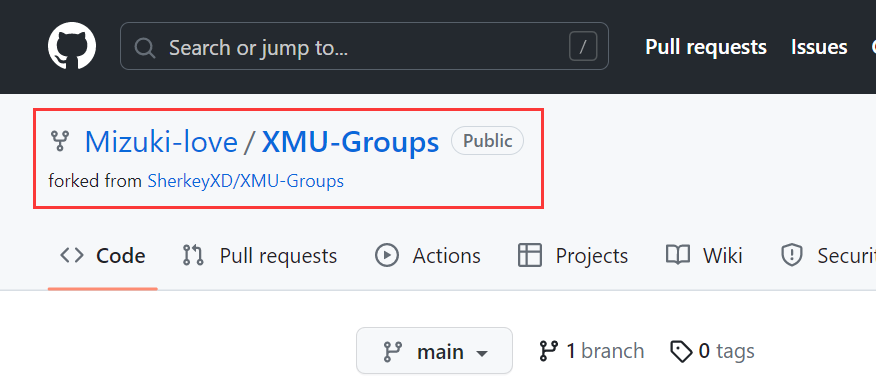 Search or jump to... / Pull requests Issues
Mizuki-love / XMU-Groups Public
forked from SherkeyXD/XMU-Groups
Code Pull requests Actions Projects Wiki Securi
main 1 branch 0 tags